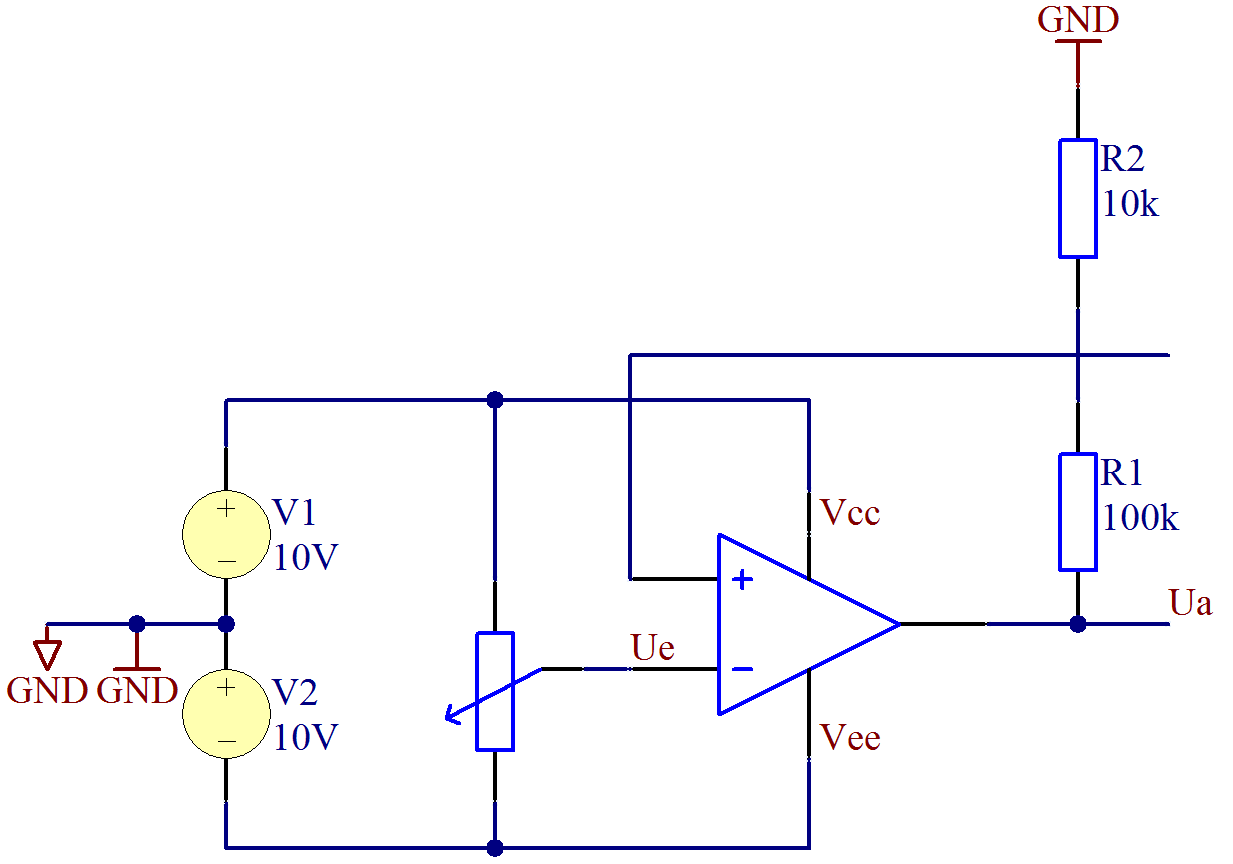 GND
R2
10k
R1
100k
Ua
V1
10V
Vcc
+
−
Ue
+
−
GND GND
V2
10V
+
−
Vee